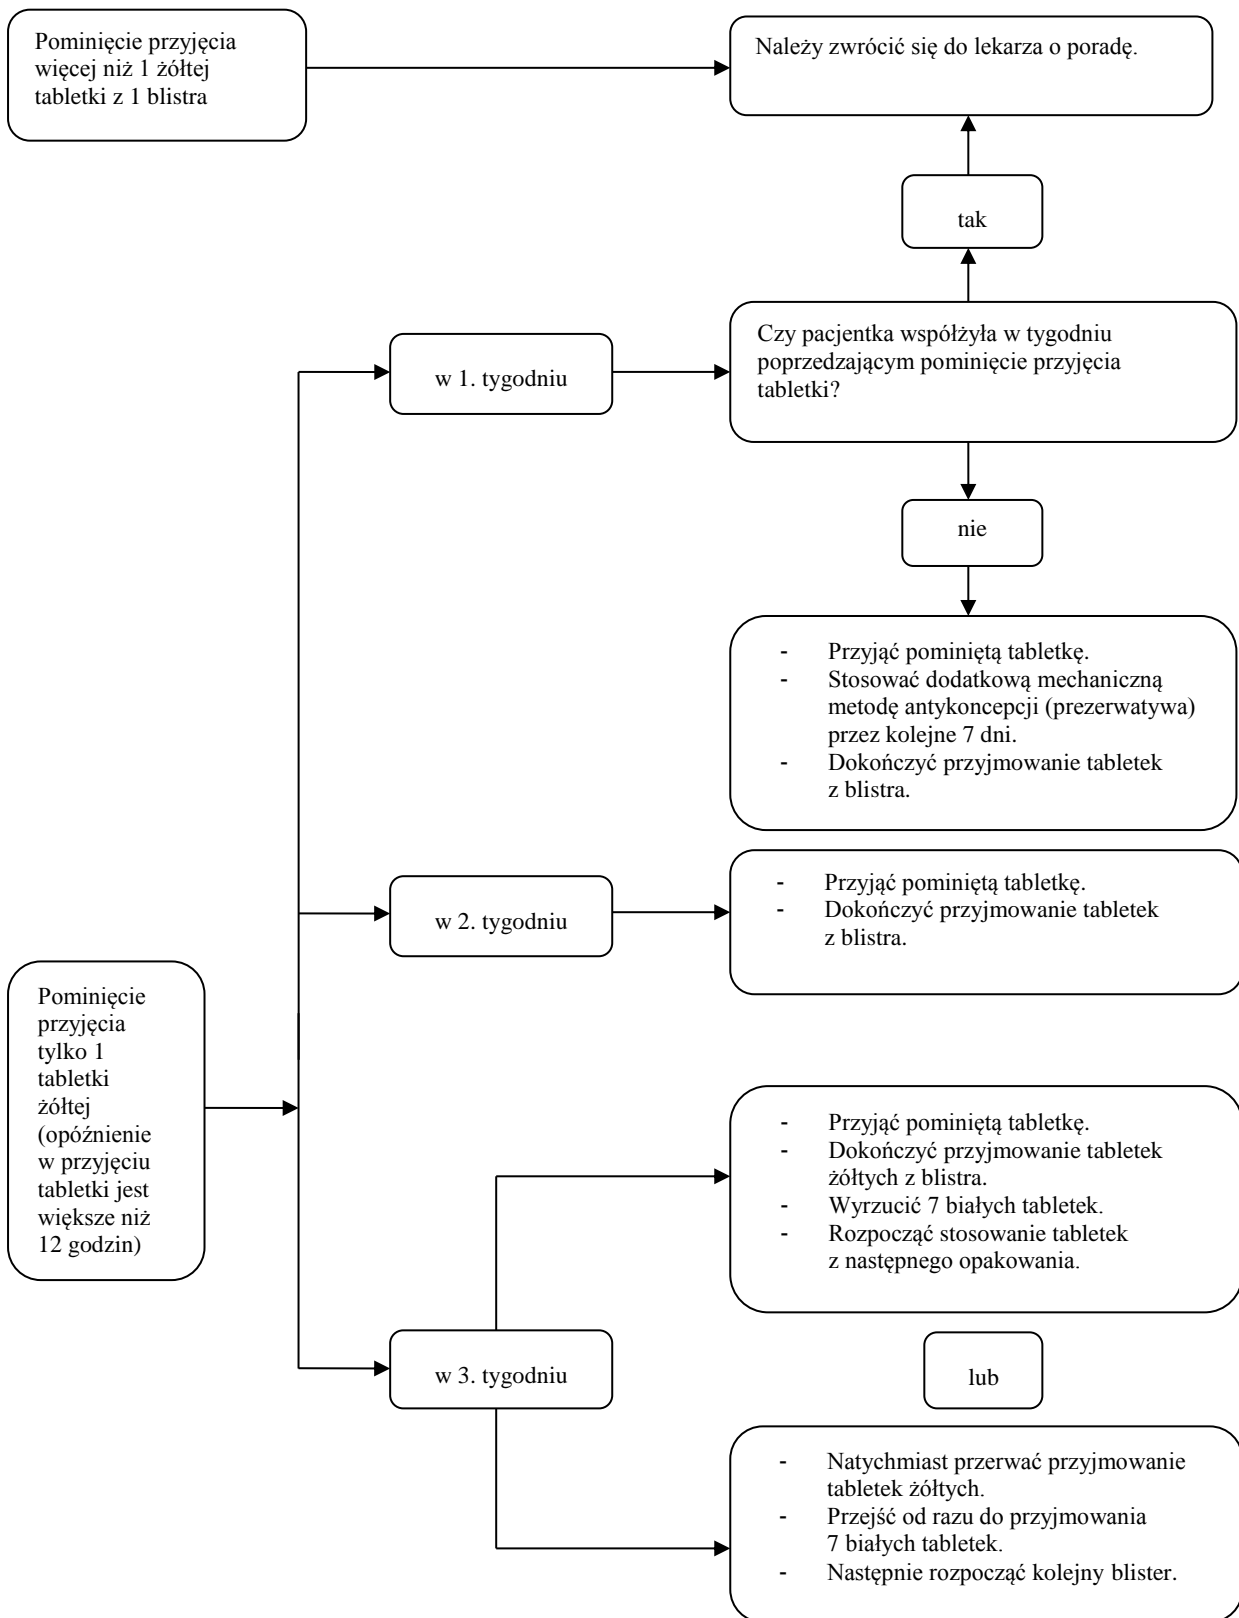 Pominięcie przyjęcia
więcej niż 1 żółtej
tabletki z 1 blistra
Należy zwrócić się do lekarza o poradę.
tak
w 1. tygodniu
Czy pacjentka współżyła w tygodniu
poprzedzającym pominięcie przyjęcia
tabletki?
nie
- Przyjąć pominiętą tabletkę.
- Stosować dodatkową mechaniczną
metodę antykoncepcji (prezerwatywa)
przez kolejne 7 dni.
- Dokończyć przyjmowanie tabletek
z blistra.
w 2. tygodniu
- Przyjąć pominiętą tabletkę.
- Dokończyć przyjmowanie tabletek
z blistra.
Pominięcie
przyjęcia
tylko 1
tabletki
żółtej
(opóźnienie
w przyjęciu
tabletki jest
większe niż
12 godzin)
- Przyjąć pominiętą tabletkę.
- Dokończyć przyjmowanie tabletek
żółtych z blistra.
- Wyrzucić 7 białych tabletek.
- Rozpocząć stosowanie tabletek
z następnego opakowania.
w 3. tygodniu
lub
- Natychmiast przerwać przyjmowanie
tabletek żółtych.
- Przejść od razu do przyjmowania
7 białych tabletek.
- Następnie rozpocząć kolejny blister.